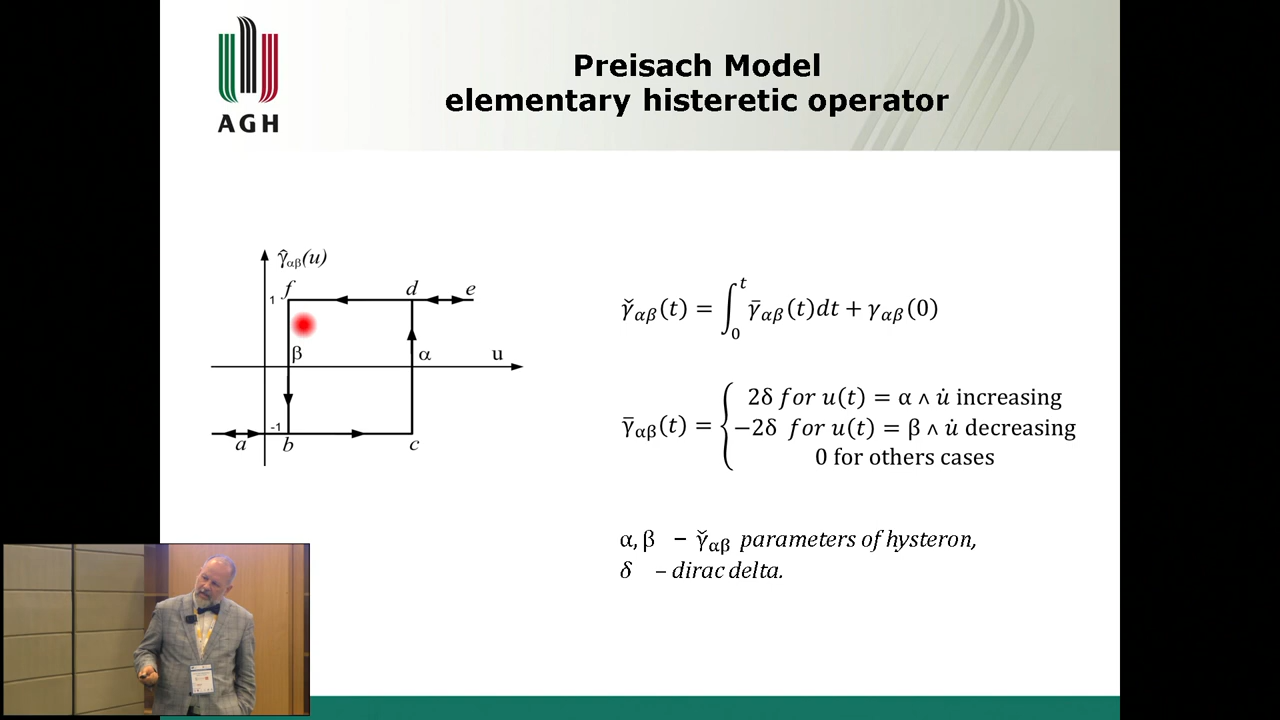 AGH
Preisach Model
elementary histeretic operator
γ̂αβ(u)
f d e
1
β α u
-1
a b c
γ̌αβ(t) = ∫₀ᵗ γ̄αβ(t)dt + γαβ(0)
γ̄αβ(t) = { 2δ for u(t) = α ∧ u̇ increasing
−2δ for u(t) = β ∧ u̇ decreasing
0 for others cases
α, β − γ̌αβ parameters of hysteron,
δ – dirac delta.